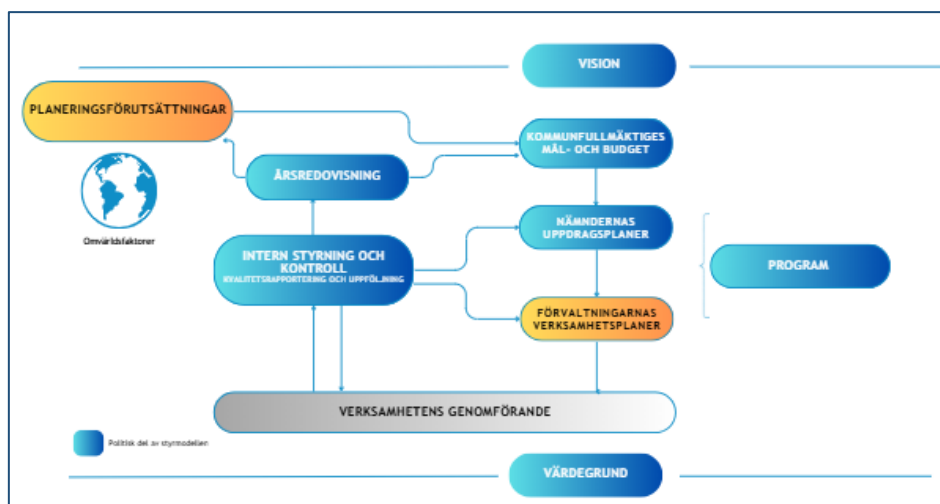 VISION
PLANERINGSFÖRUTSÄTTNINGAR
KOMMUNFULLMÄKTIGES
MÅL- OCH BUDGET
ÅRSREDOVISNING
Omvärldsfaktorer
NÄMNDERNAS
UPPDRAGSPLANER
INTERN STYRNING OCH
KONTROLL
KVALITETSRAPPORTERING OCH UPPFÖLJNING
PROGRAM
FÖRVALTNINGARNAS
VERKSAMHETSPLANER
VERKSAMHETENS GENOMFÖRANDE
Politisk del av styrmodellen
VÄRDEGRUND